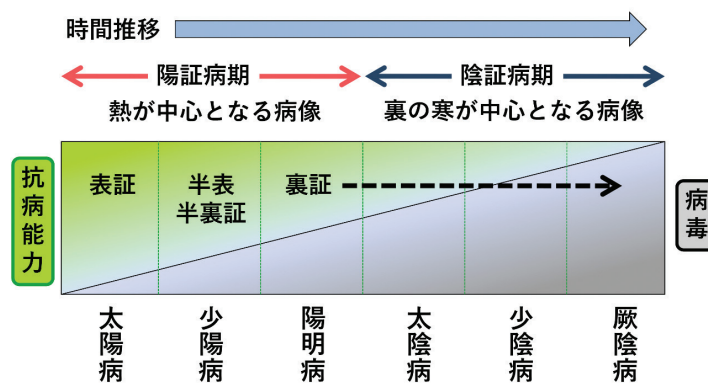 時間推移
陽証病期
陰証病期
熱が中心となる病像
裏の寒が中心となる病像
抗病能力
表証
半表
半裏証
裏証
病毒
太陽病
少陽病
陽明病
太陰病
少陰病
厥陰病